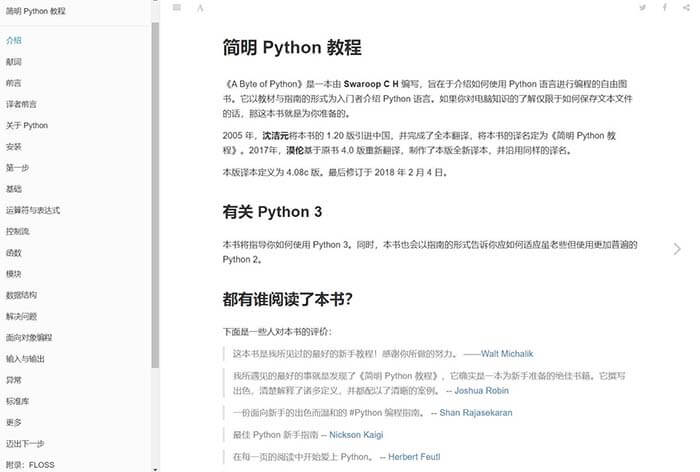 简明 Python 教程
介绍
献词
前言
译者前言
关于 Python
安装
第一步
基础
运算符与表达式
控制流
函数
模块
数据结构
解决问题
面向对象编程
输入与输出
异常
标准库
更多
迈出下一步
附录：FLOSS
A
简明 Python 教程
《A Byte of Python》是一本由 Swaroop C H 编写，旨在介绍如何使用 Python 语言进行编程的自由图
书。它以教材与指南的形式为入门者介绍 Python 语言。如果你对电脑知识的了解仅限于如何保存文本文件
的话，那这本书就是为你准备的。
2005 年，沈洁元将本书的 1.20 版引进中国，并完成了全本翻译，将本书的译名定为《简明 Python 教
程》。2017年，漠伦基于原书 4.0 版重新翻译，制作了本版全新译本，并沿用同样的译名。
本版译本定义为 4.08c 版。最后修订于 2018 年 2 月 4 日。
有关 Python 3
本书将指导你如何使用 Python 3。同时，本书也会以指南的形式告诉你应如何适应虽老些但使用更加普遍的
Python 2。
都有谁阅读了本书？
下面是一些人对本书的评价：
这本书是我所见过的最好的新手教程！感谢你所做的努力。 ——Walt Michalik
我所遇见的最好的事就是发现了《简明 Python 教程》，它确实是一本为新手准备的绝佳书籍。它撰写
出色，清楚解释了诸多定义，并都配以了清晰的案例。 -- Joshua Robin
一份面向新手的出色而温和的 #Python 编程指南。 -- Shan Rajasekaran
最佳 Python 新手指南 -- Nickson Kaigi
在每一页的阅读中开始爱上 Python。 -- Herbert Feutl